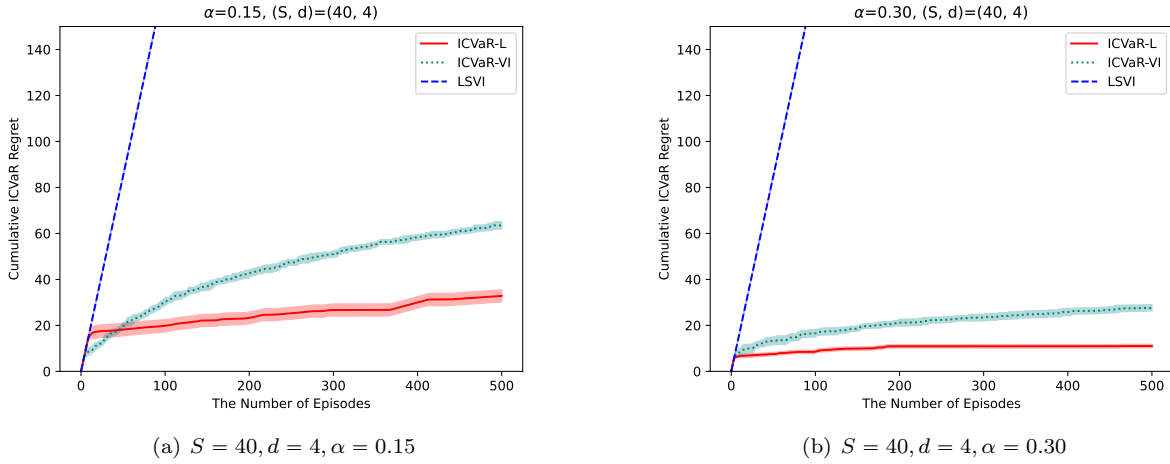 α=0.15, (S, d)=(40, 4)
Cumulative ICVaR Regret
140
120
100
80
60
40
20
0
ICVaR-L
ICVaR-VI
LSVI
0 100 200 300 400 500
The Number of Episodes
(a) S = 40, d = 4, α = 0.15
α=0.30, (S, d)=(40, 4)
Cumulative ICVaR Regret
140
120
100
80
60
40
20
0
ICVaR-L
ICVaR-VI
LSVI
0 100 200 300 400 500
The Number of Episodes
(b) S = 40, d = 4, α = 0.30